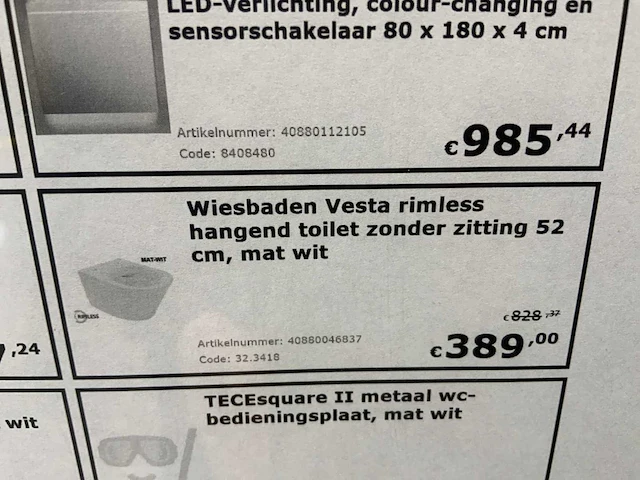 LED-verlichting, colour-changing en
sensorschakelaar 80 x 180 x 4 cm
Artikelnummer: 40880112105
Code: 8408480
€985,44
Wiesbaden Vesta rimless
hangend toilet zonder zitting 52
cm, mat wit
MAT-WIT
RIMLESS
€828,37
Artikelnummer: 40880046837
Code: 32.3418
€389,00
,24
TECEsquare II metaal wc-
bedieningsplaat, mat wit
wit